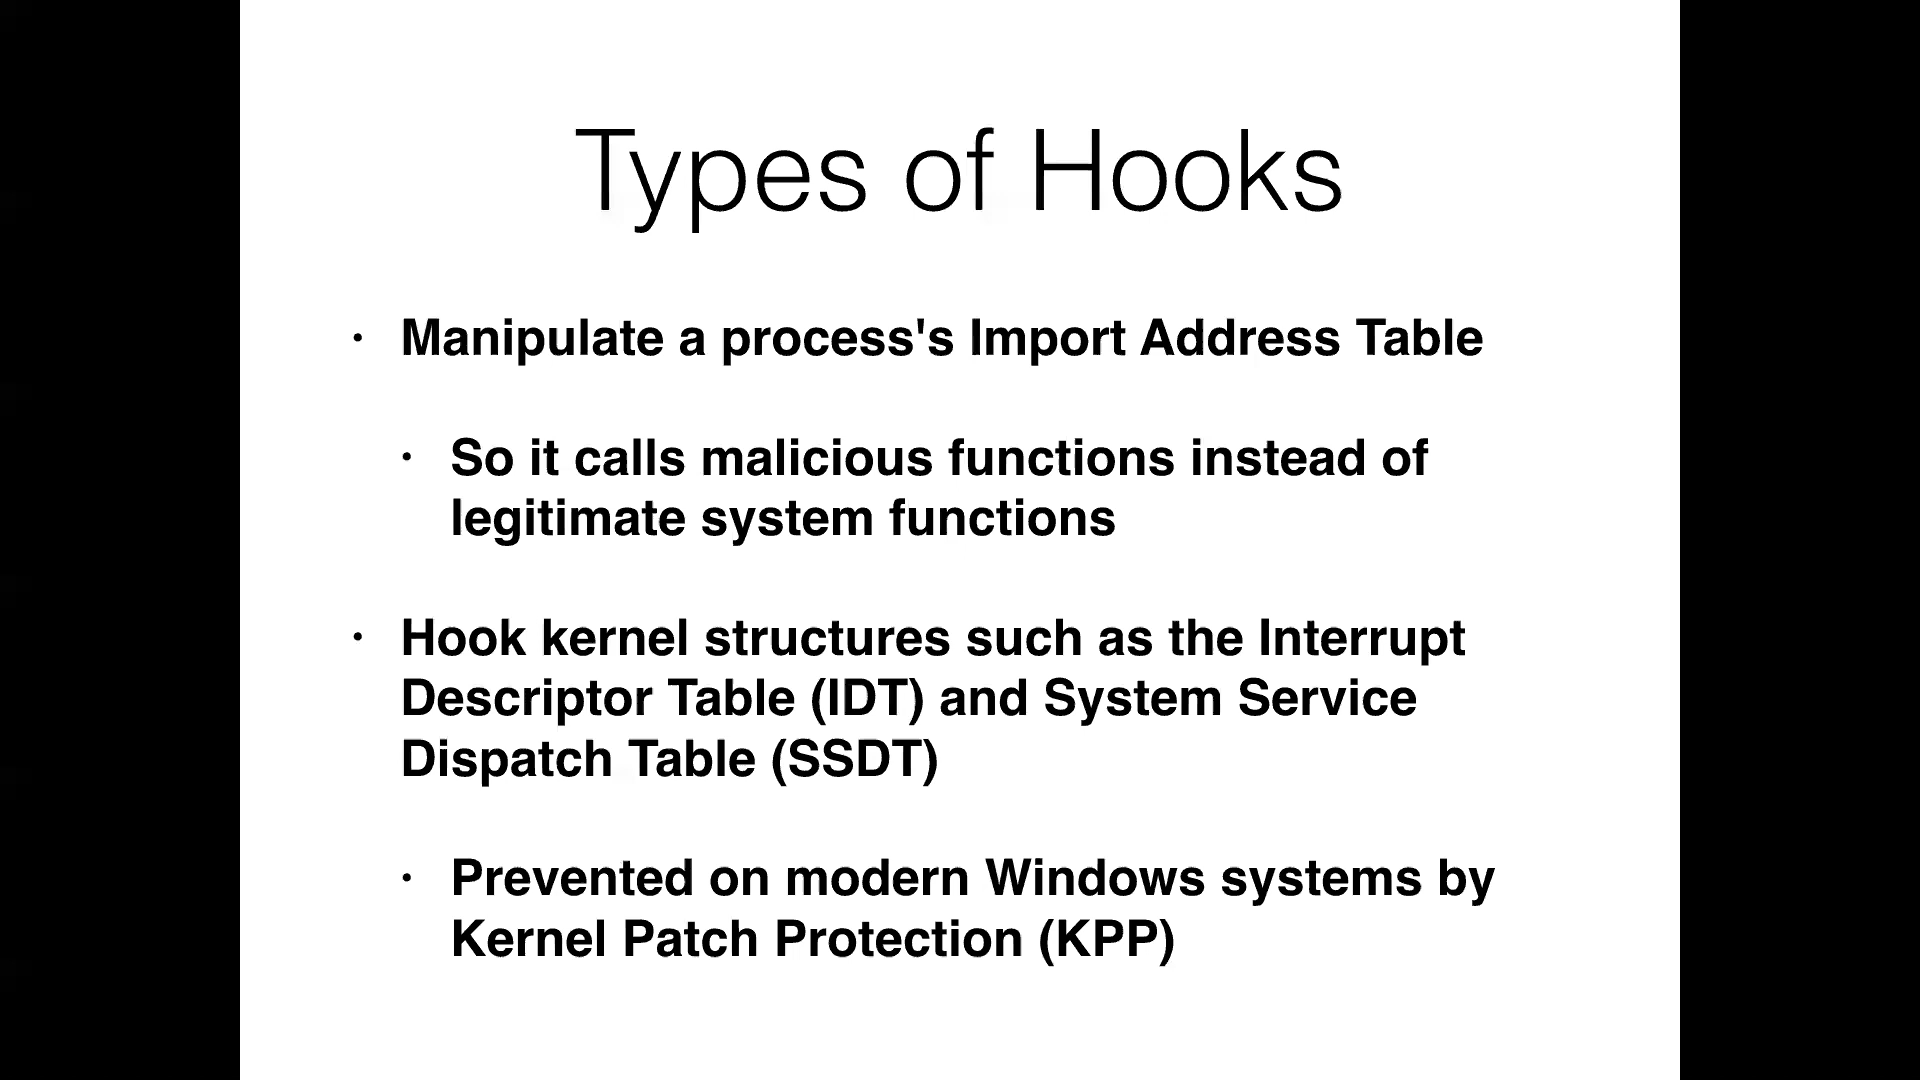 Types of Hooks
• Manipulate a process's Import Address Table
• So it calls malicious functions instead of
legitimate system functions
• Hook kernel structures such as the Interrupt
Descriptor Table (IDT) and System Service
Dispatch Table (SSDT)
• Prevented on modern Windows systems by
Kernel Patch Protection (KPP)